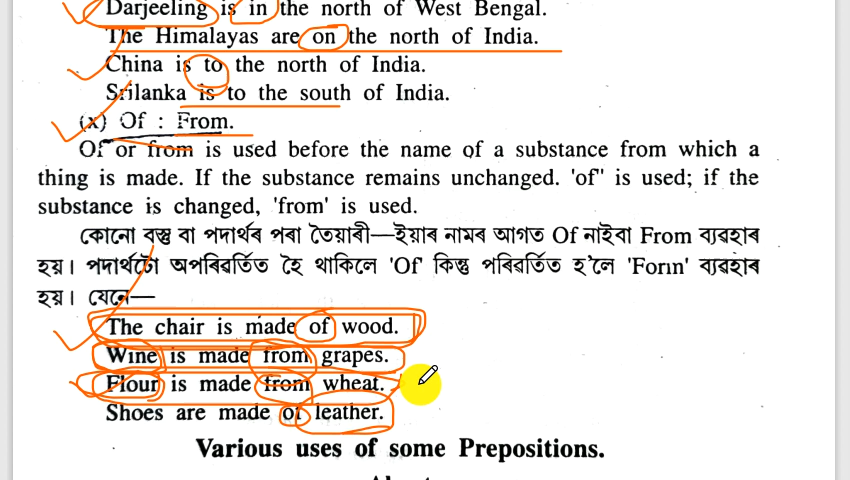 Darjeeling is in the north of West Bengal.
The Himalayas are on the north of India.
China is to the north of India.
Srilanka is to the south of India.
(x) Of : From.
Of or from is used before the name of a substance from which a
thing is made. If the substance remains unchanged. 'of" is used; if the
substance is changed, 'from' is used.
কোনো বস্তু বা পদাৰ্থৰ পৰা তৈয়াৰী—ইয়াৰ নামৰ আগত Of নাইবা From ব্যৱহাৰ
হয়। পদাৰ্থটো অপৰিৱৰ্তিত হৈ থাকিলে 'Of' কিন্তু পৰিৱৰ্তিত হ'লে 'Form' ব্যৱহাৰ
হয়। যেনে—
The chair is made of wood.
Wine is made from grapes.
Flour is made from wheat.
Shoes are made of leather.
Various uses of some Prepositions.